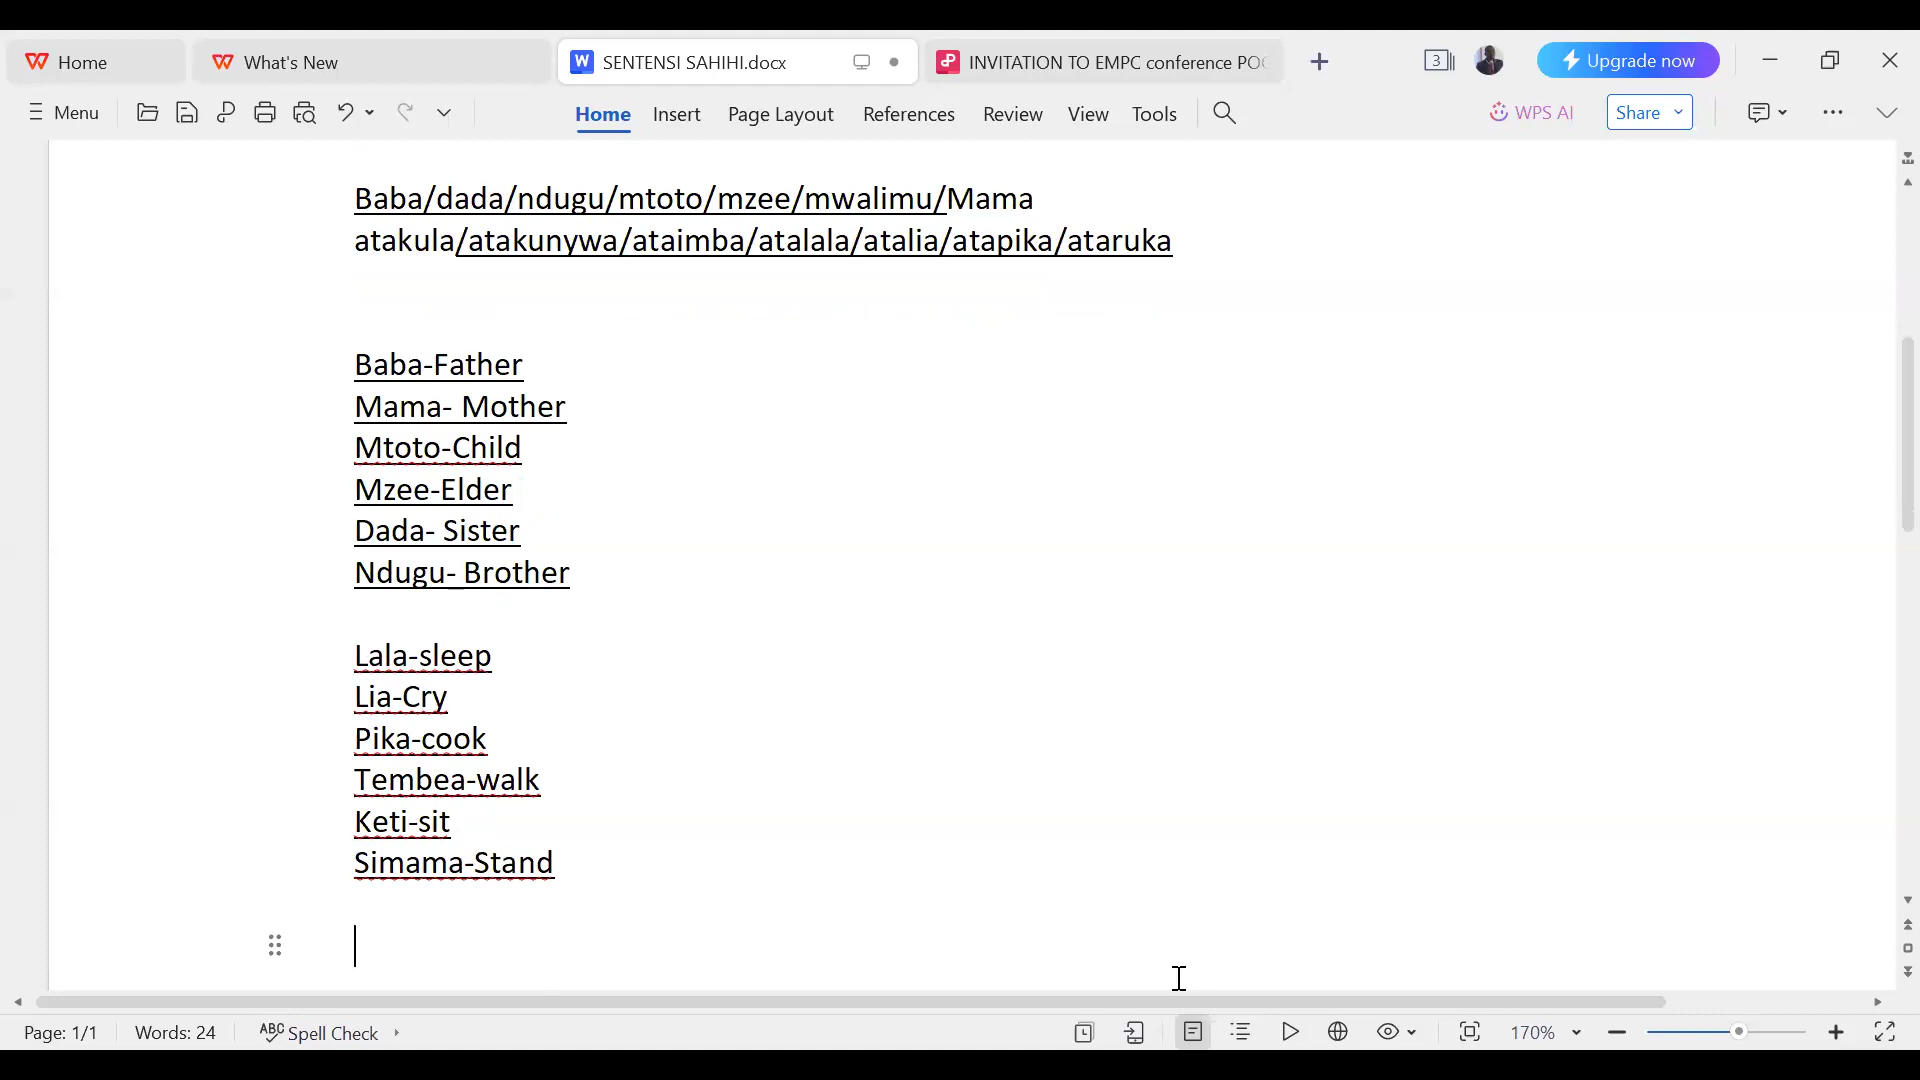 Home
What's New
SENTENSI SAHIHI.docx
INVITATION TO EMPC conference PO
3
Upgrade now
Menu
Home
Insert
Page Layout
References
Review
View
Tools
WPS AI
Share
Baba/dada/ndugu/mtoto/mzee/mwalimu/Mama
atakula/atakunywa/ataimba/atalala/atalia/atapika/ataruka
Baba-Father
Mama- Mother
Mtoto-Child
Mzee-Elder
Dada- Sister
Ndugu- Brother
Lala-sleep
Lia-Cry
Pika-cook
Tembea-walk
Keti-sit
Simama-Stand
Page: 1/1
Words: 24
ABC Spell Check
170%